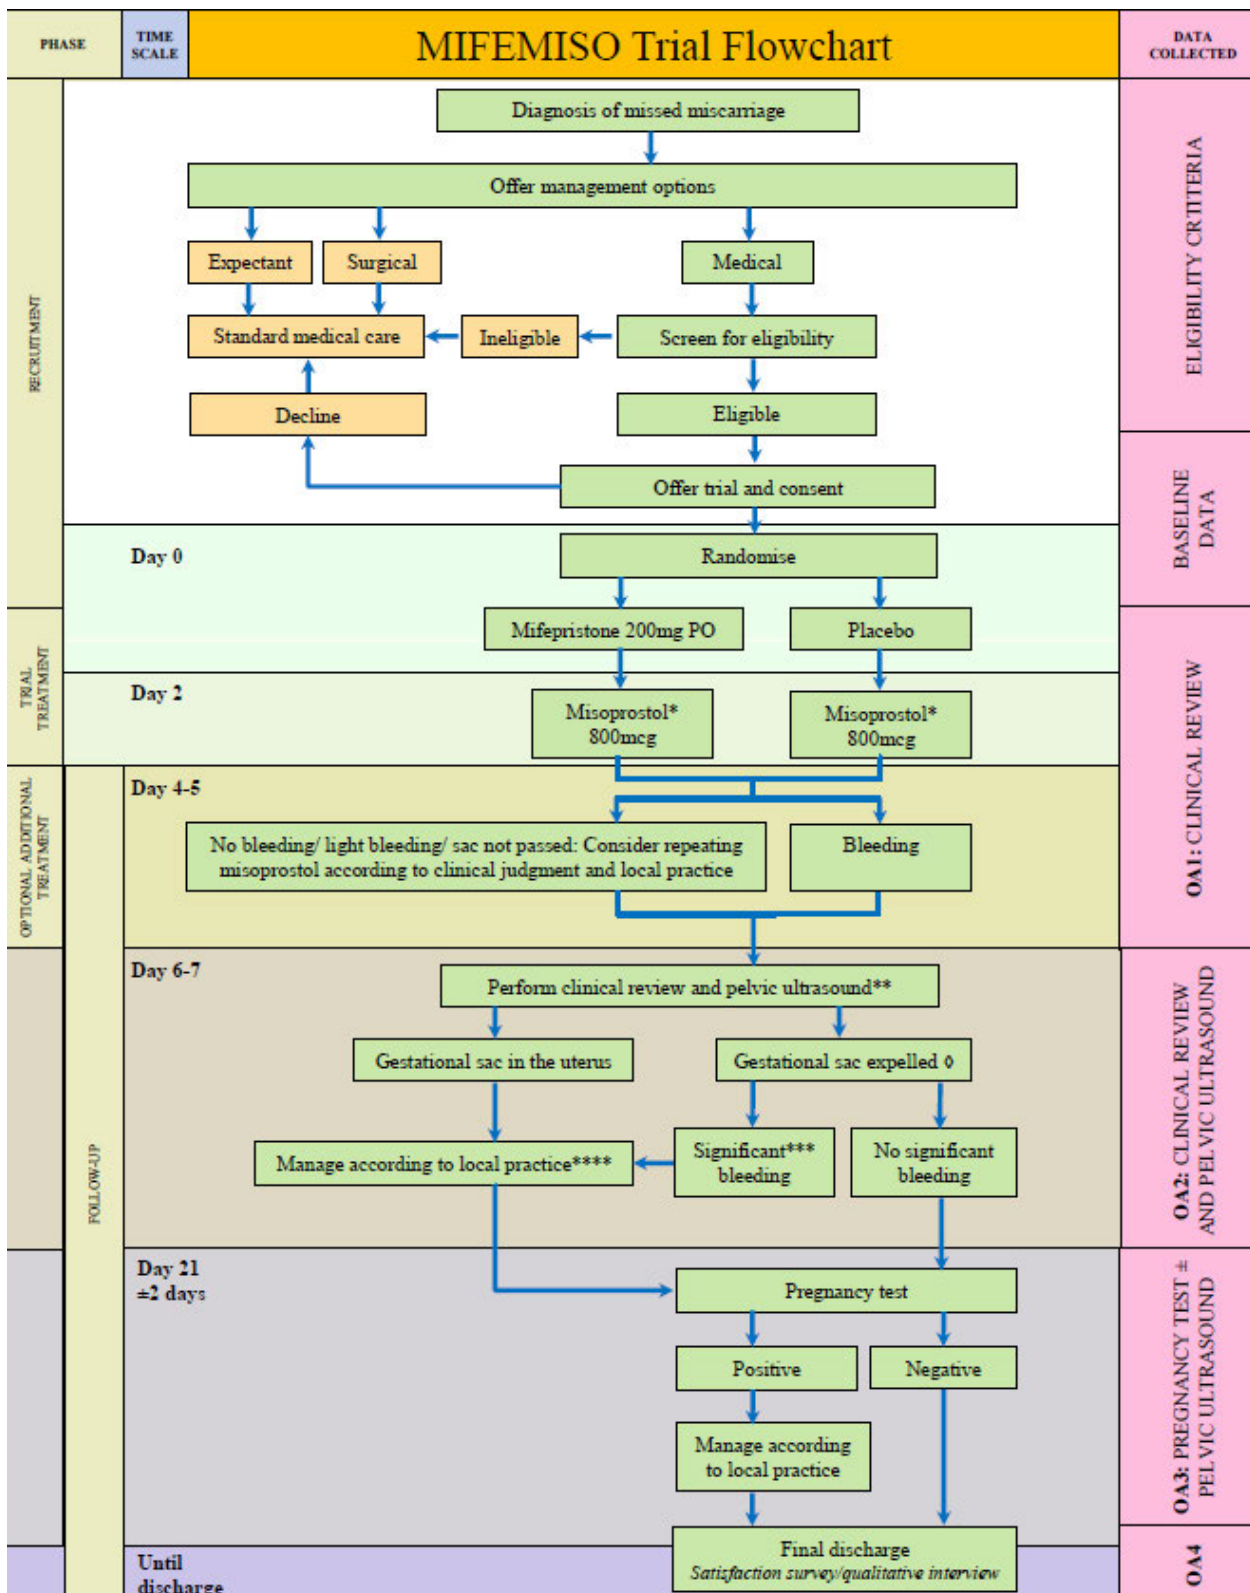 PHASE
TIME
SCALE
MIFEMISO Trial Flowchart
DATA
COLLECTED
Diagnosis of missed miscarriage
Offer management options
Expectant
Surgical
Medical
Standard medical care
Ineligible
Screen for eligibility
Decline
Eligible
Offer trial and consent
RECRUITMENT
ELIGIBILITY CRTITERIA
BASELINE
DATA
Day 0
Randomise
Mifepristone 200mg PO
Placebo
TRIAL
TREATMENT
Day 2
Misoprostol*
800mcg
Misoprostol*
800mcg
OA1: CLINICAL REVIEW
OPTIONAL ADDITIONAL
TREATMENT
Day 4-5
No bleeding/ light bleeding/ sac not passed: Consider repeating
misoprostol according to clinical judgment and local practice
Bleeding
FOLLOW-UP
Day 6-7
Perform clinical review and pelvic ultrasound**
Gestational sac in the uterus
Gestational sac expelled ◊
Manage according to local practice****
Significant***
bleeding
No significant
bleeding
OA2: CLINICAL REVIEW
AND PELVIC ULTRASOUND
Day 21
±2 days
Pregnancy test
Positive
Negative
Manage according
to local practice
OA3: PREGNANCY TEST ±
PELVIC ULTRASOUND
Until
discharge
Final discharge
Satisfaction survey/qualitative interview
OA4